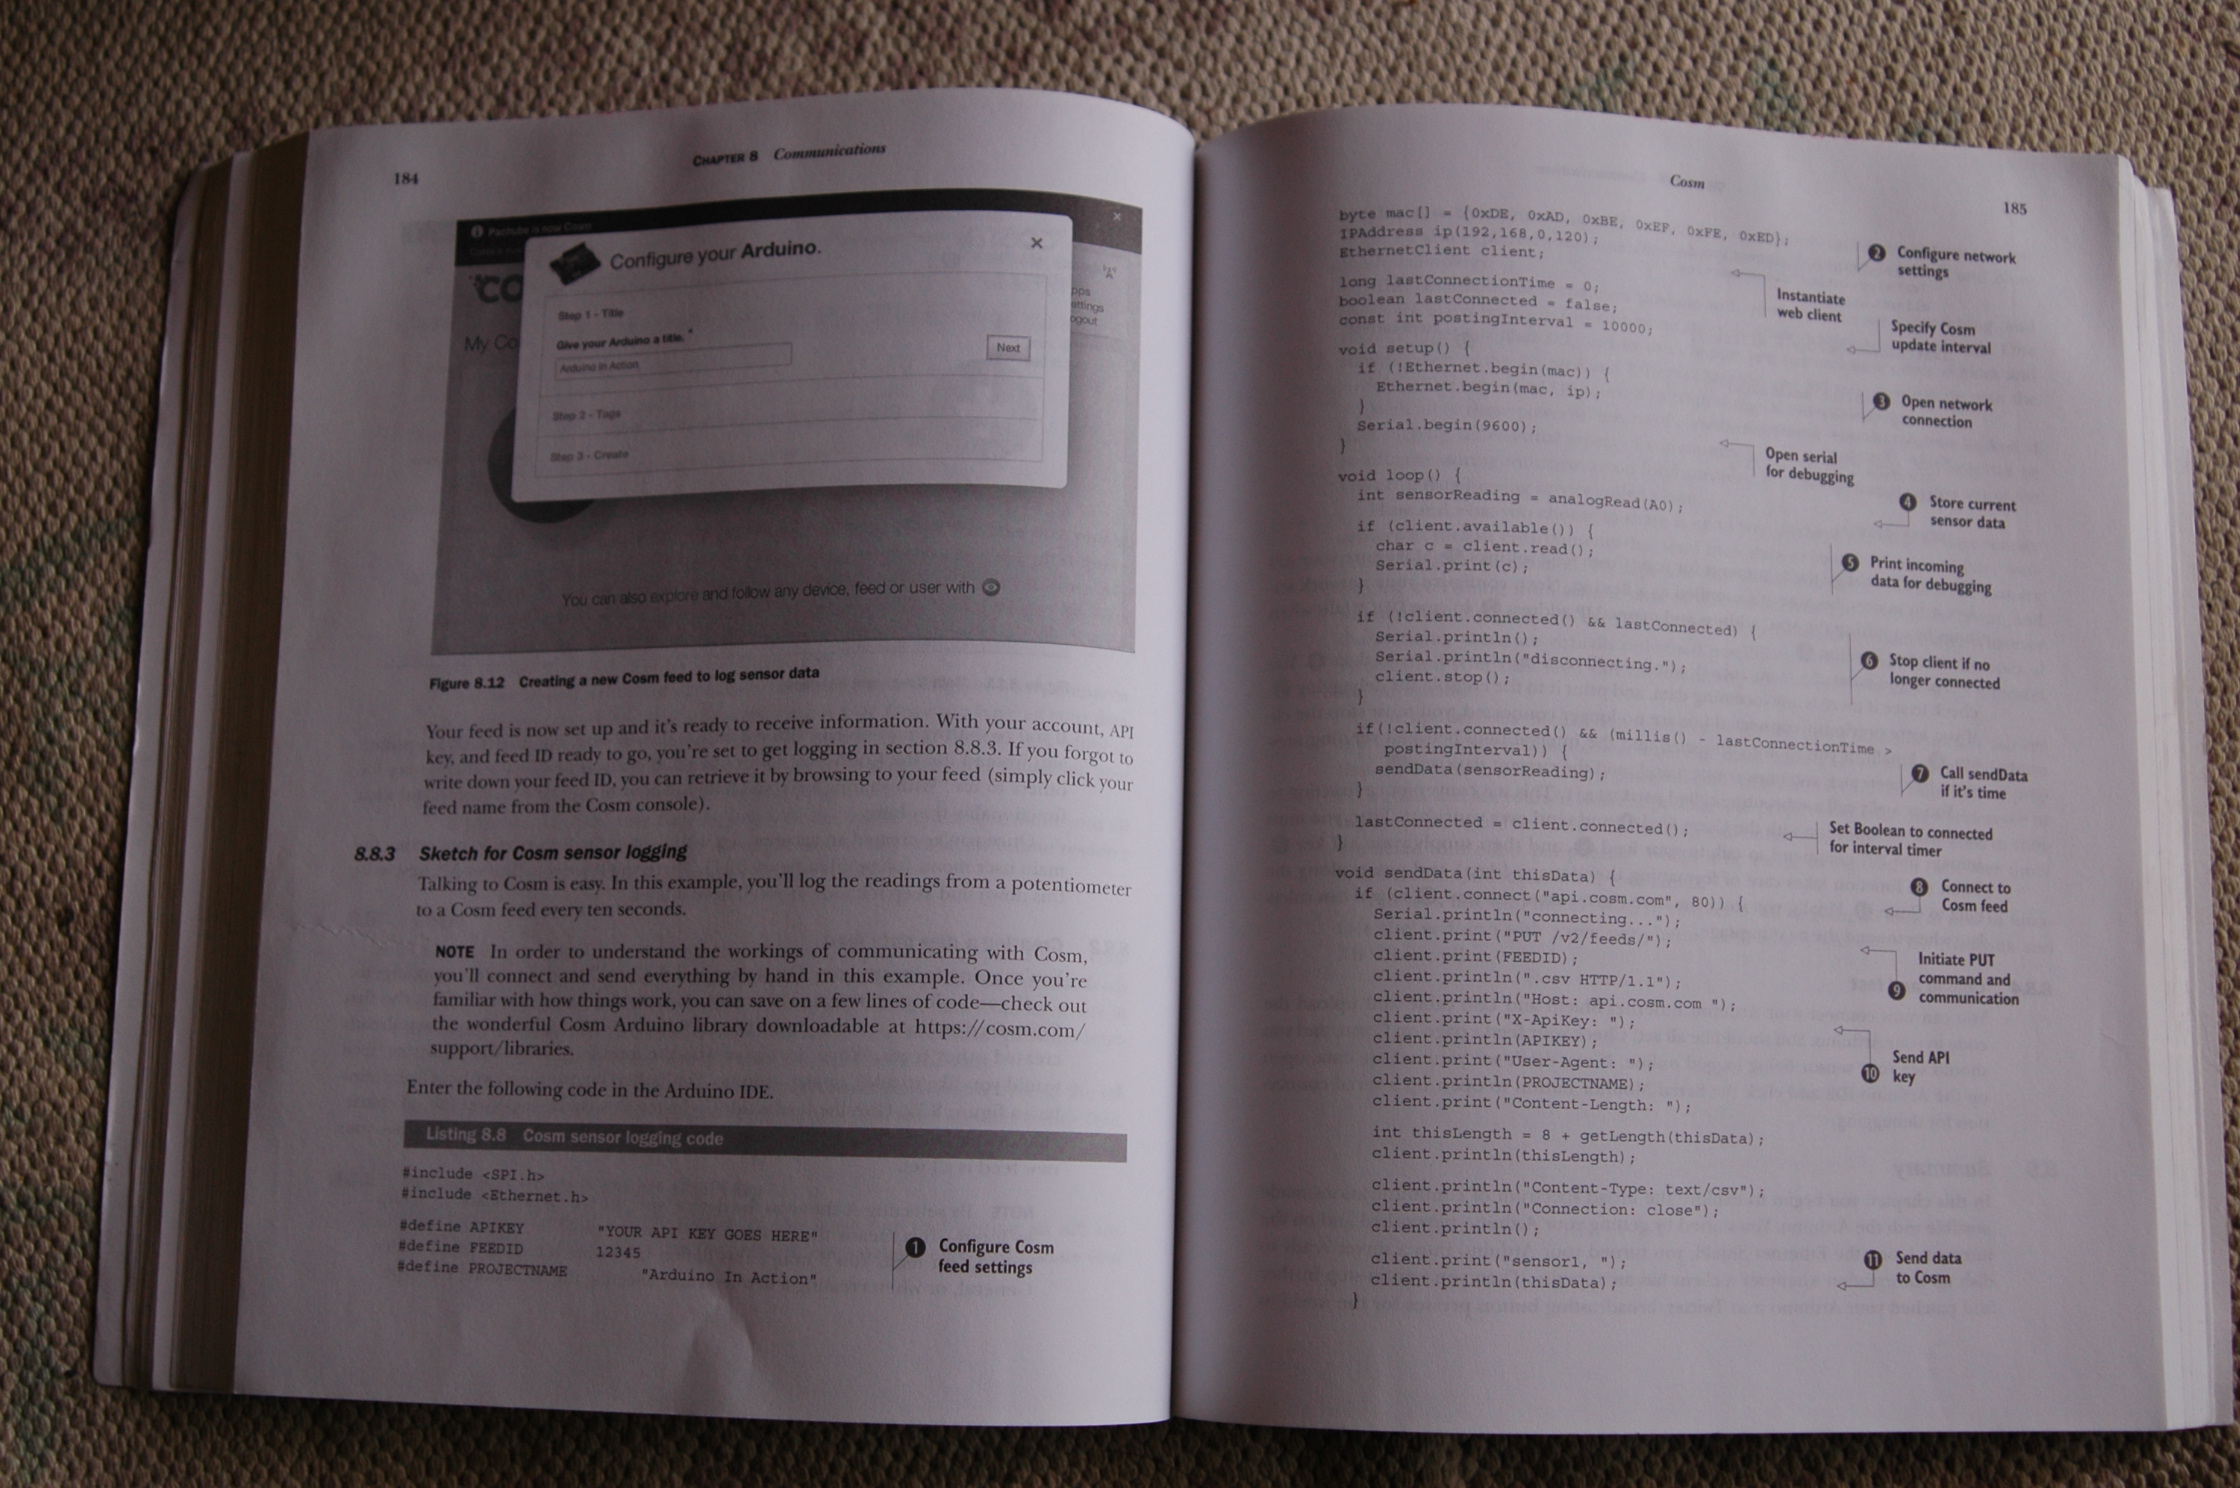 184
CHAPTER 8 Communications
Configure your Arduino.
Step 1 - Title
Give your Arduino a title. *
Arduino in Action
Next
Step 2 - Tags
Step 3 - Create
My Co
You can also explore and follow any device, feed or user with
Figure 8.12 Creating a new Cosm feed to log sensor data
Your feed is now set up and it's ready to receive information. With your account, API
key, and feed ID ready to go, you're set to get logging in section 8.8.3. If you forgot to
write down your feed ID, you can retrieve it by browsing to your feed (simply click your
feed name from the Cosm console).
8.8.3 Sketch for Cosm sensor logging
Talking to Cosm is easy. In this example, you'll log the readings from a potentiometer
to a Cosm feed every ten seconds.
NOTE In order to understand the workings of communicating with Cosm,
you'll connect and send everything by hand in this example. Once you're
familiar with how things work, you can save on a few lines of code—check out
the wonderful Cosm Arduino library downloadable at https://cosm.com/
support/libraries.
Enter the following code in the Arduino IDE.
Listing 8.8 Cosm sensor logging code
#include <SPI.h>
#include <Ethernet.h>
#define APIKEY "YOUR API KEY GOES HERE"
#define FEEDID 12345
#define PROJECTNAME "Arduino In Action"
1 Configure Cosm
feed settings
Cosm
185
byte mac[] = {0xDE, 0xAD, 0xBE, 0xEF, 0xFE, 0xED};
IPAddress ip(192,168,0,120);
EthernetClient client;
2 Configure network
settings
Instantiate
web client
long lastConnectionTime = 0;
boolean lastConnected = false;
const int postingInterval = 10000;
Specify Cosm
update interval
void setup() {
if (!Ethernet.begin(mac)) {
Ethernet.begin(mac, ip);
}
3 Open network
connection
Serial.begin(9600);
}
Open serial
for debugging
void loop() {
int sensorReading = analogRead(A0);
4 Store current
sensor data
if (client.available()) {
char c = client.read();
Serial.print(c);
}
5 Print incoming
data for debugging
if (!client.connected() && lastConnected) {
Serial.println();
Serial.println("disconnecting.");
client.stop();
}
6 Stop client if no
longer connected
if(!client.connected() && (millis() - lastConnectionTime >
postingInterval)) {
sendData(sensorReading);
}
7 Call sendData
if it's time
lastConnected = client.connected();
}
Set Boolean to connected
for interval timer
void sendData(int thisData) {
if (client.connect("api.cosm.com", 80)) {
8 Connect to
Cosm feed
Serial.println("connecting...");
client.print("PUT /v2/feeds/");
client.print(FEEDID);
client.println(".csv HTTP/1.1");
client.println("Host: api.cosm.com ");
client.print("X-ApiKey: ");
client.println(APIKEY);
client.print("User-Agent: ");
client.println(PROJECTNAME);
client.print("Content-Length: ");
Initiate PUT
9 command and
communication
10 Send API
key
int thisLength = 8 + getLength(thisData);
client.println(thisLength);
client.println("Content-Type: text/csv");
client.println("Connection: close");
client.println();
client.print("sensor1, ");
client.println(thisData);
}
11 Send data
to Cosm